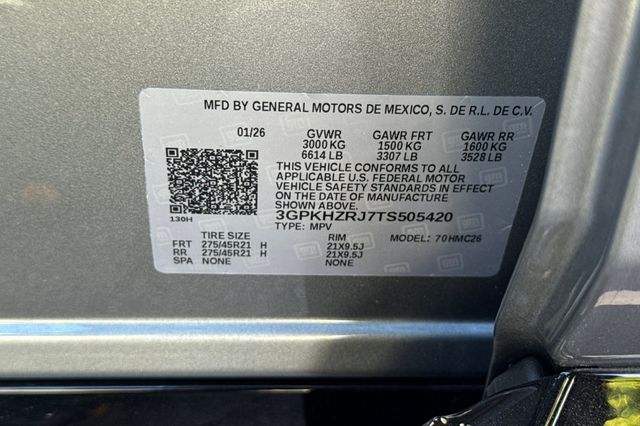 MFD BY GENERAL MOTORS DE MEXICO, S. DE R.L. DE C.V.
01/26 GVWR GAWR FRT GAWR RR
3000 KG 1500 KG 1600 KG
6614 LB 3307 LB 3528 LB
THIS VEHICLE CONFORMS TO ALL
APPLICABLE U.S. FEDERAL MOTOR
VEHICLE SAFETY STANDARDS IN EFFECT
ON THE DATE OF MANUFACTURE
SHOWN ABOVE.
3GPKHZRJ7TS505420
130H
TYPE: MPV MODEL: 70HMC26
TIRE SIZE RIM
FRT 275/45R21 H 21X9.5J
RR 275/45R21 H 21X9.5J
SPA NONE NONE